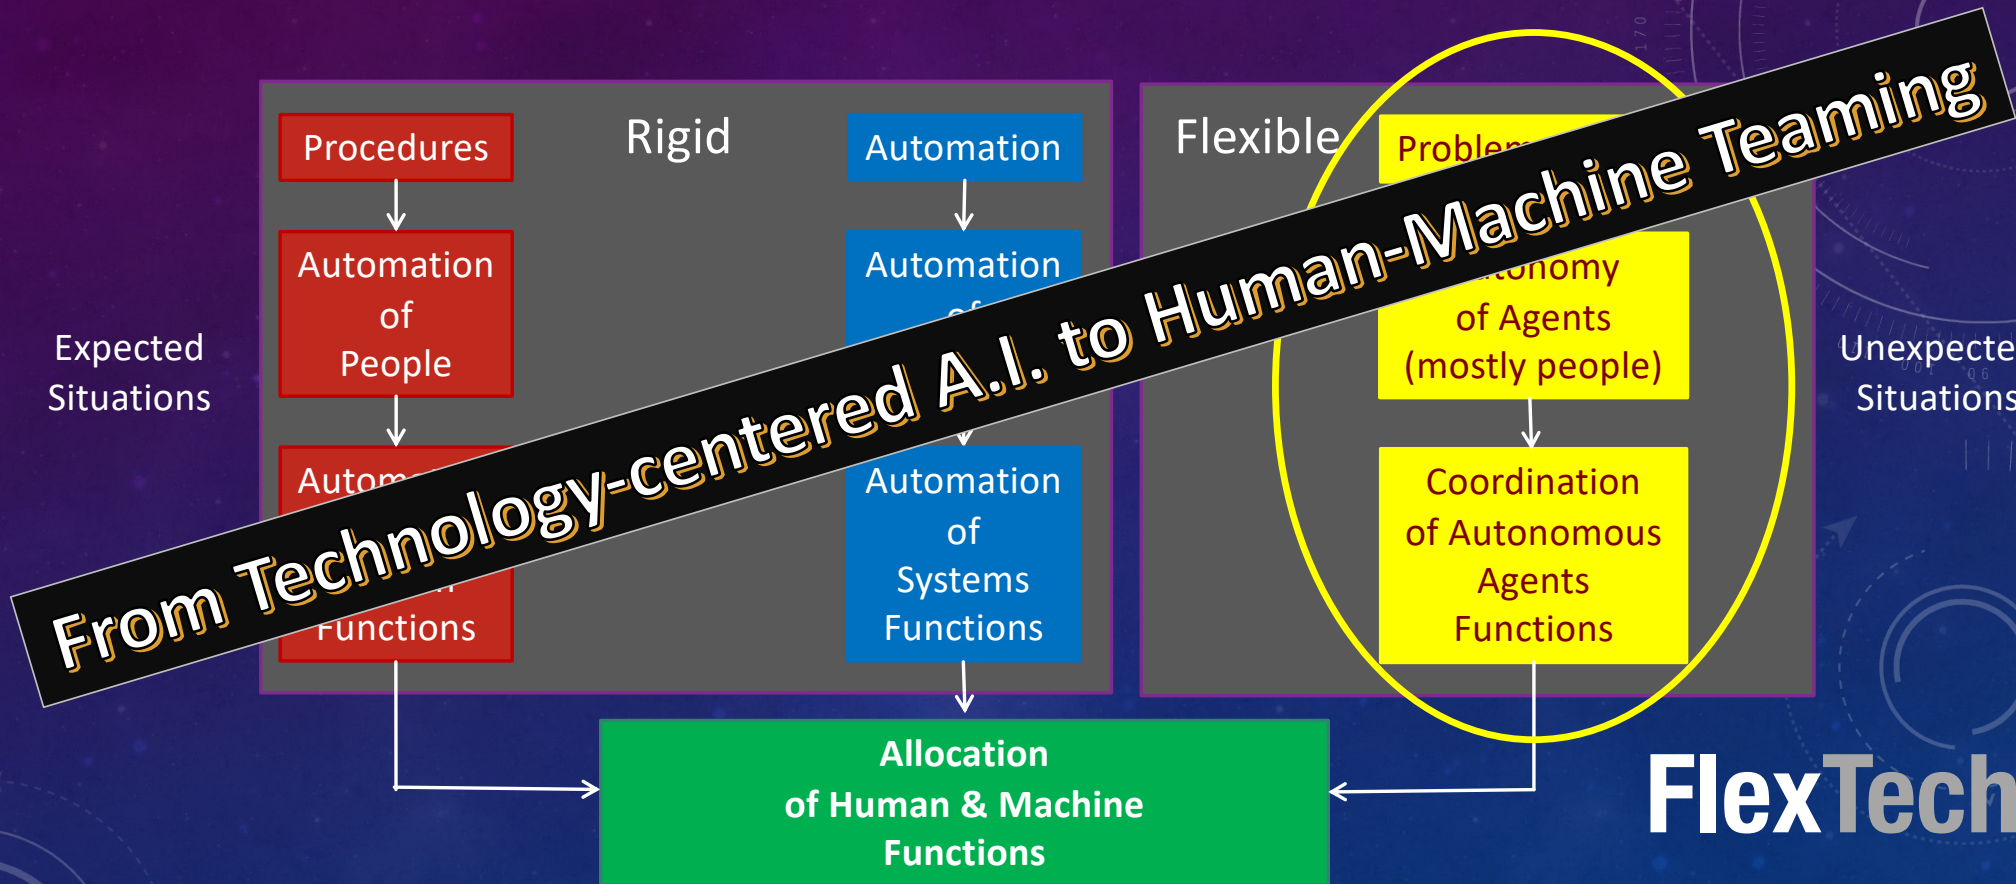 From Technology-centered A.I. to Human-Machine Teaming
Expected
Situations
Rigid
Procedures
Automation
of
People
Functions
Automation
Automation
Automation
of
Systems
Functions
Flexible
of Agents
(mostly people)
Coordination
of Autonomous
Agents
Functions
Situations
Allocation
of Human & Machine
Functions
FlexTech